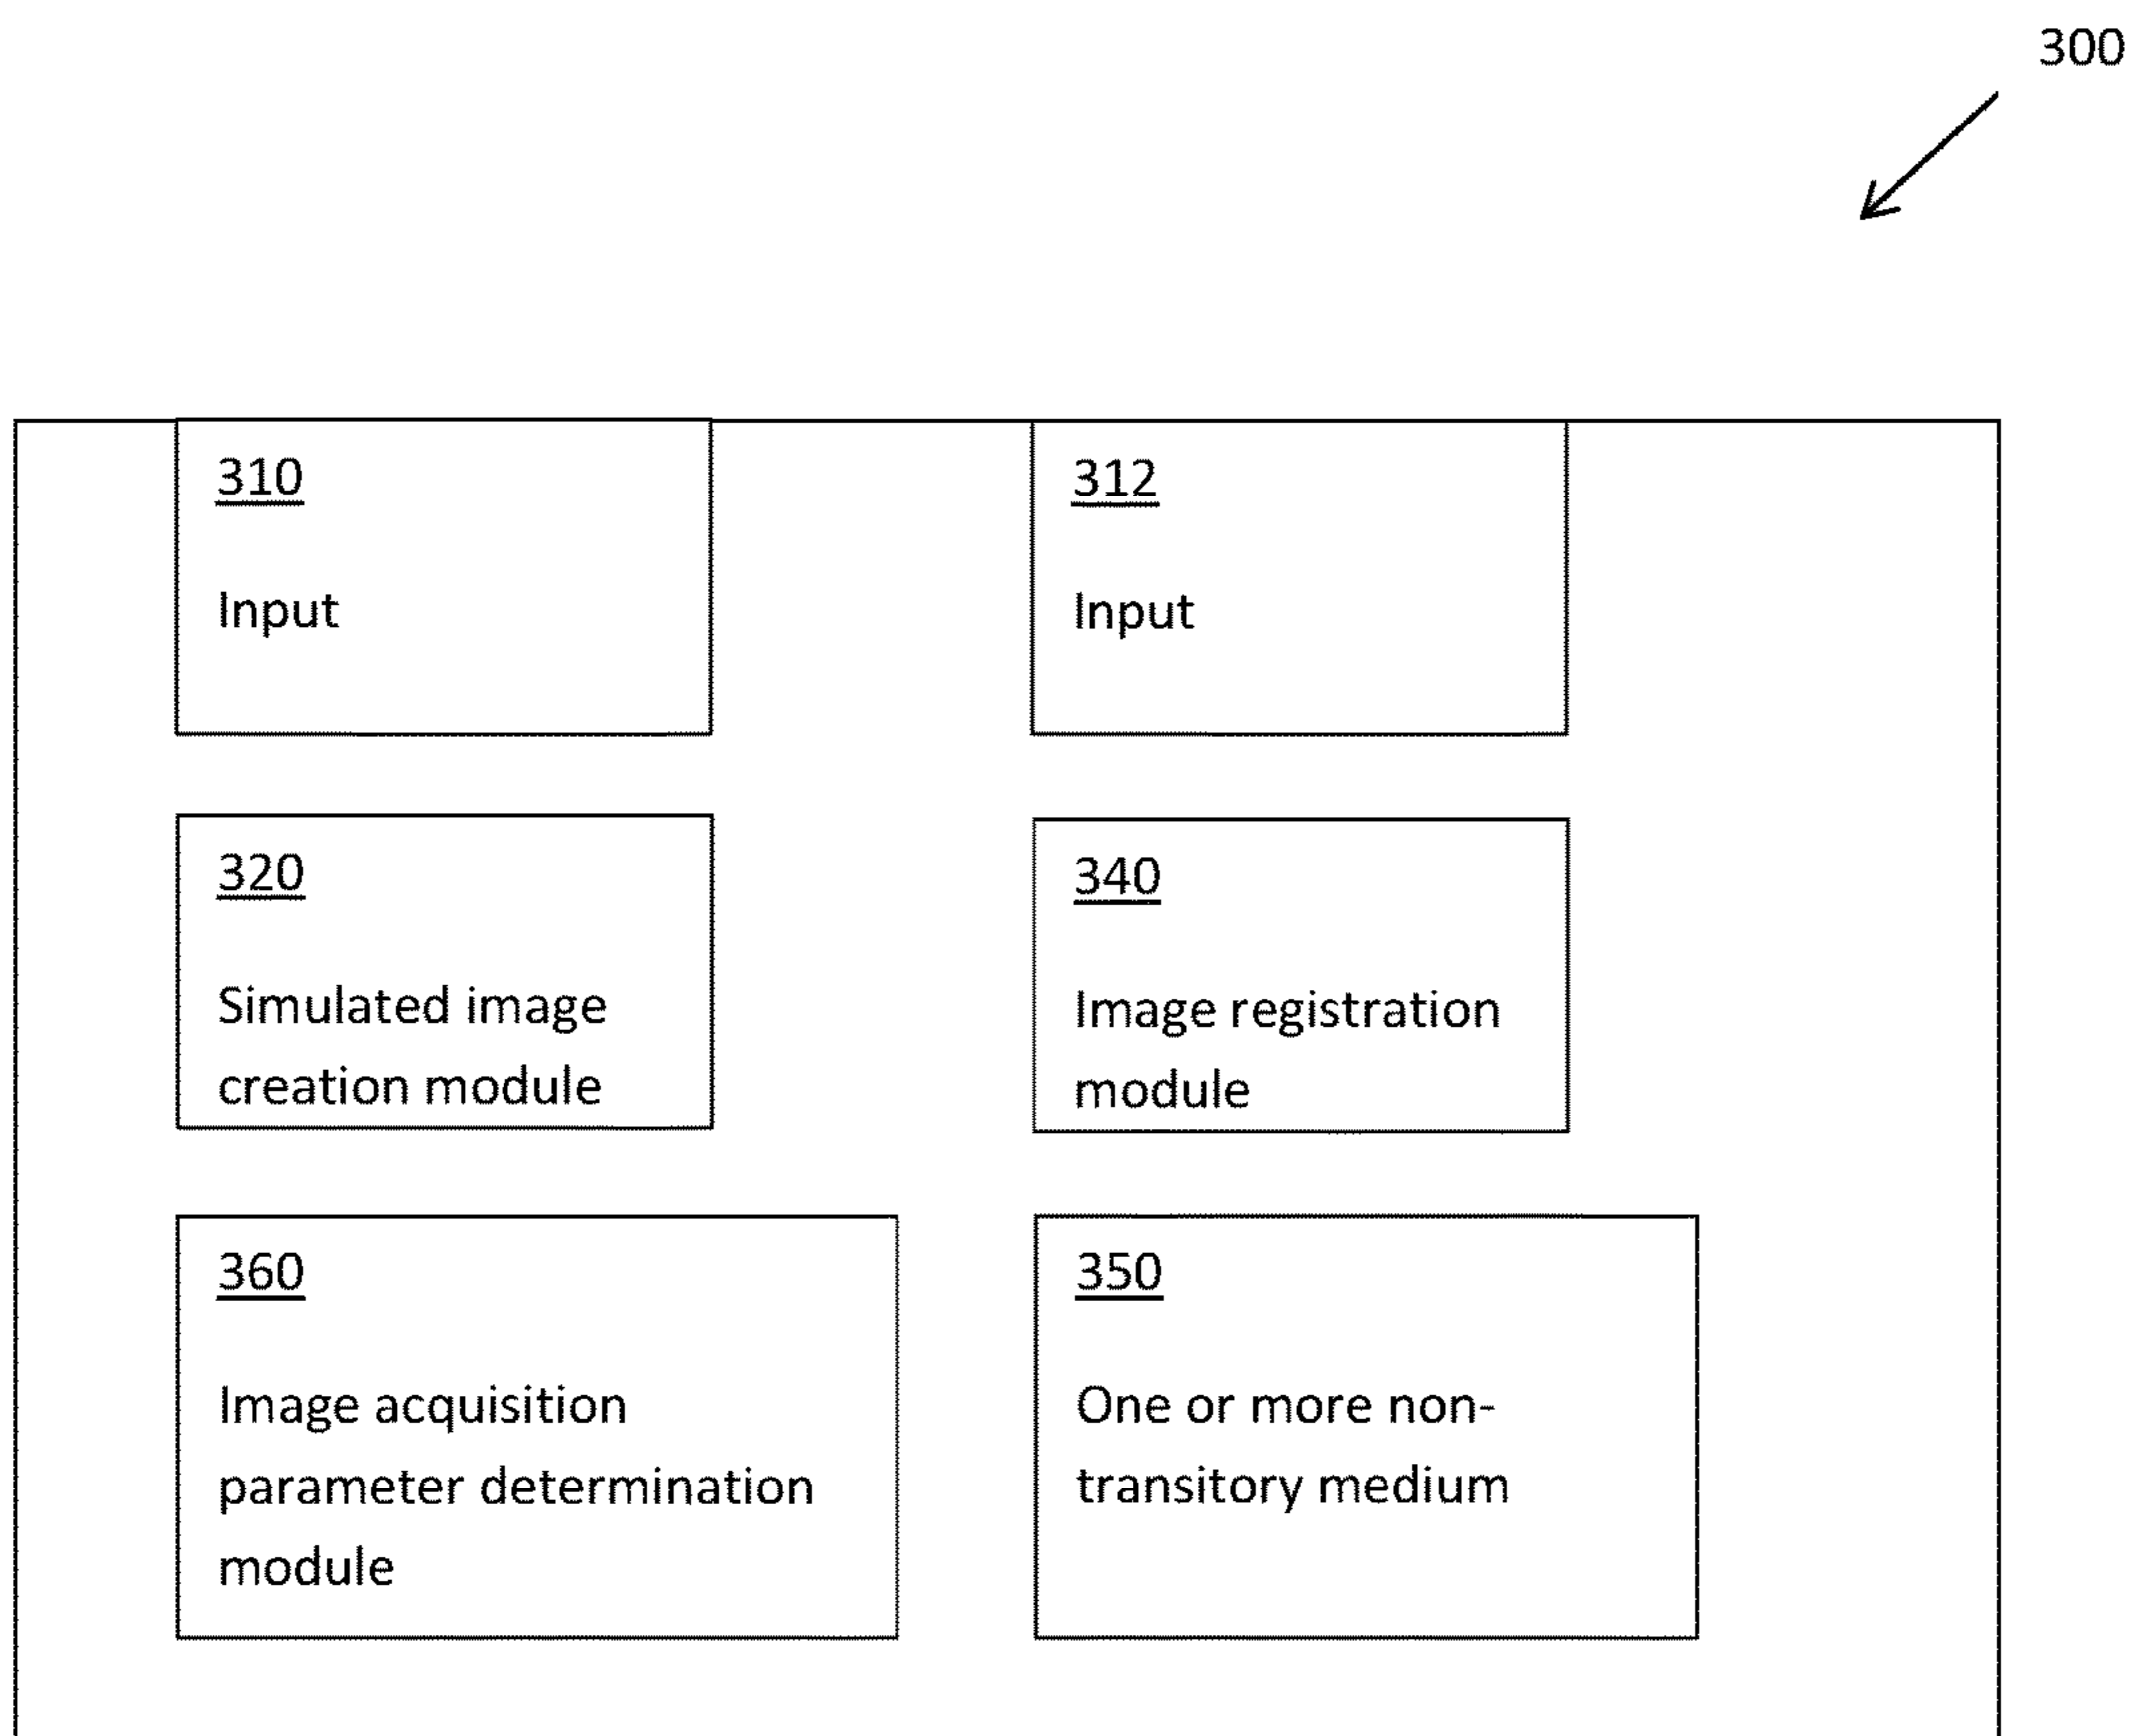 300
310
Input
312
Input
320
Simulated image
creation module
340
Image registration
module
360
Image acquisition
parameter determination
module
350
One or more non-
transitory medium